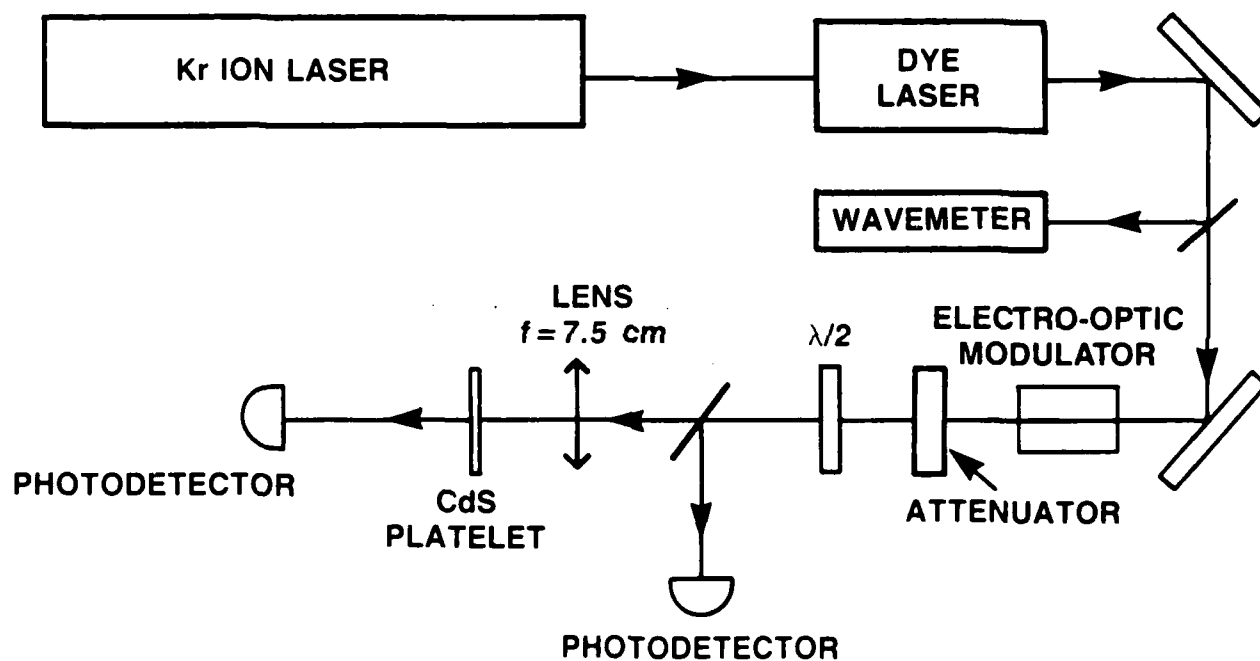 Kr ION LASER
DYE
LASER
WAVEMETER
LENS
f = 7.5 cm
λ/2
ELECTRO-OPTIC
MODULATOR
PHOTODETECTOR
CdS
PLATELET
ATTENUATOR
PHOTODETECTOR